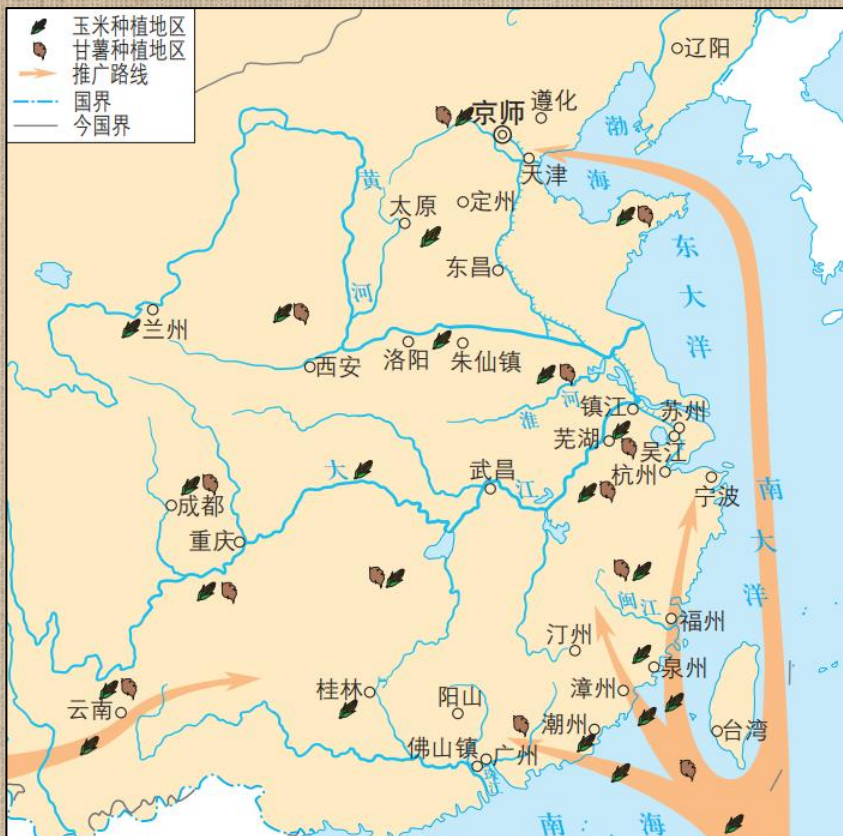 玉米种植地区
甘薯种植地区
推广路线
国界
今国界
辽阳
京师
遵化
渤
海
天津
黄
太原
定州
河
东昌
东
大
洋
兰州
西安
洛阳
朱仙镇
镇江
苏州
淮
河
芜湖
吴江
杭州
宁波
大
武昌
江
成都
重庆
南
大
洋
闽江
福州
汀州
泉州
漳州
云南
桂林
阳山
潮州
台湾
佛山镇
广州
珠江
南
海